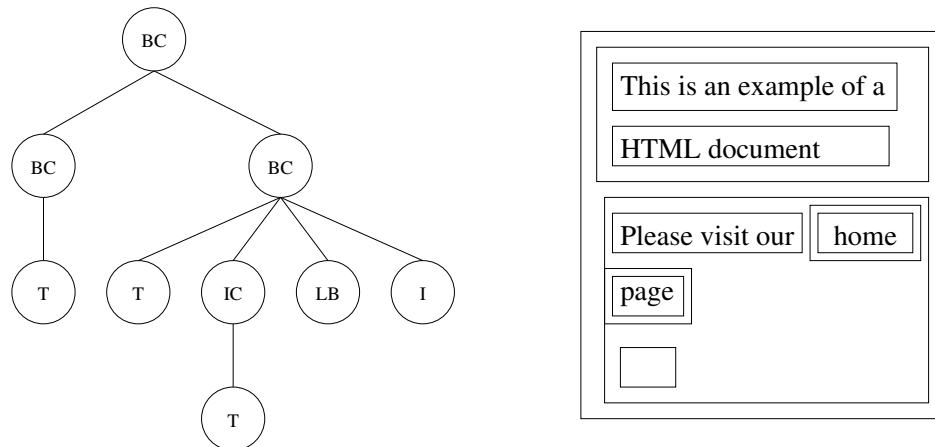 BC
BC BC
T T IC LB I
T
This is an example of a
HTML document
Please visit our home
page